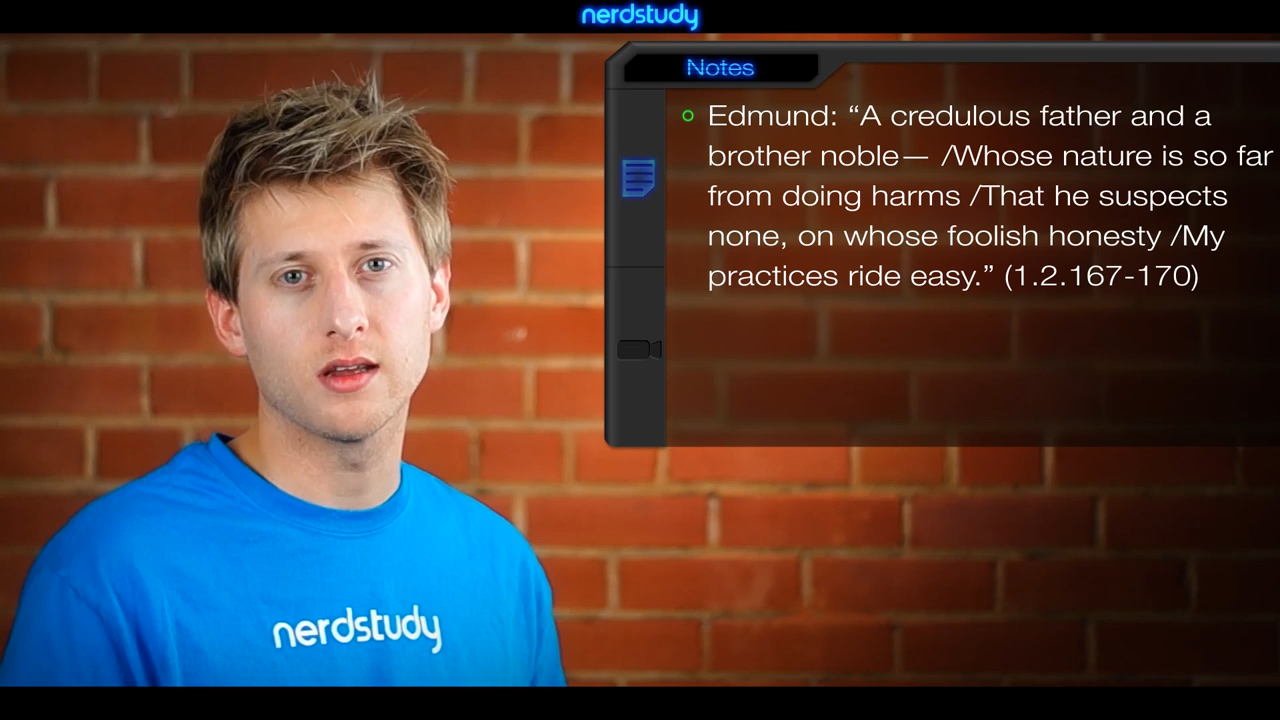 nerdstudy
Notes
Edmund: “A credulous father and a
brother noble— /Whose nature is so far
from doing harms /That he suspects
none, on whose foolish honesty /My
practices ride easy.” (1.2.167-170)
nerdstudy